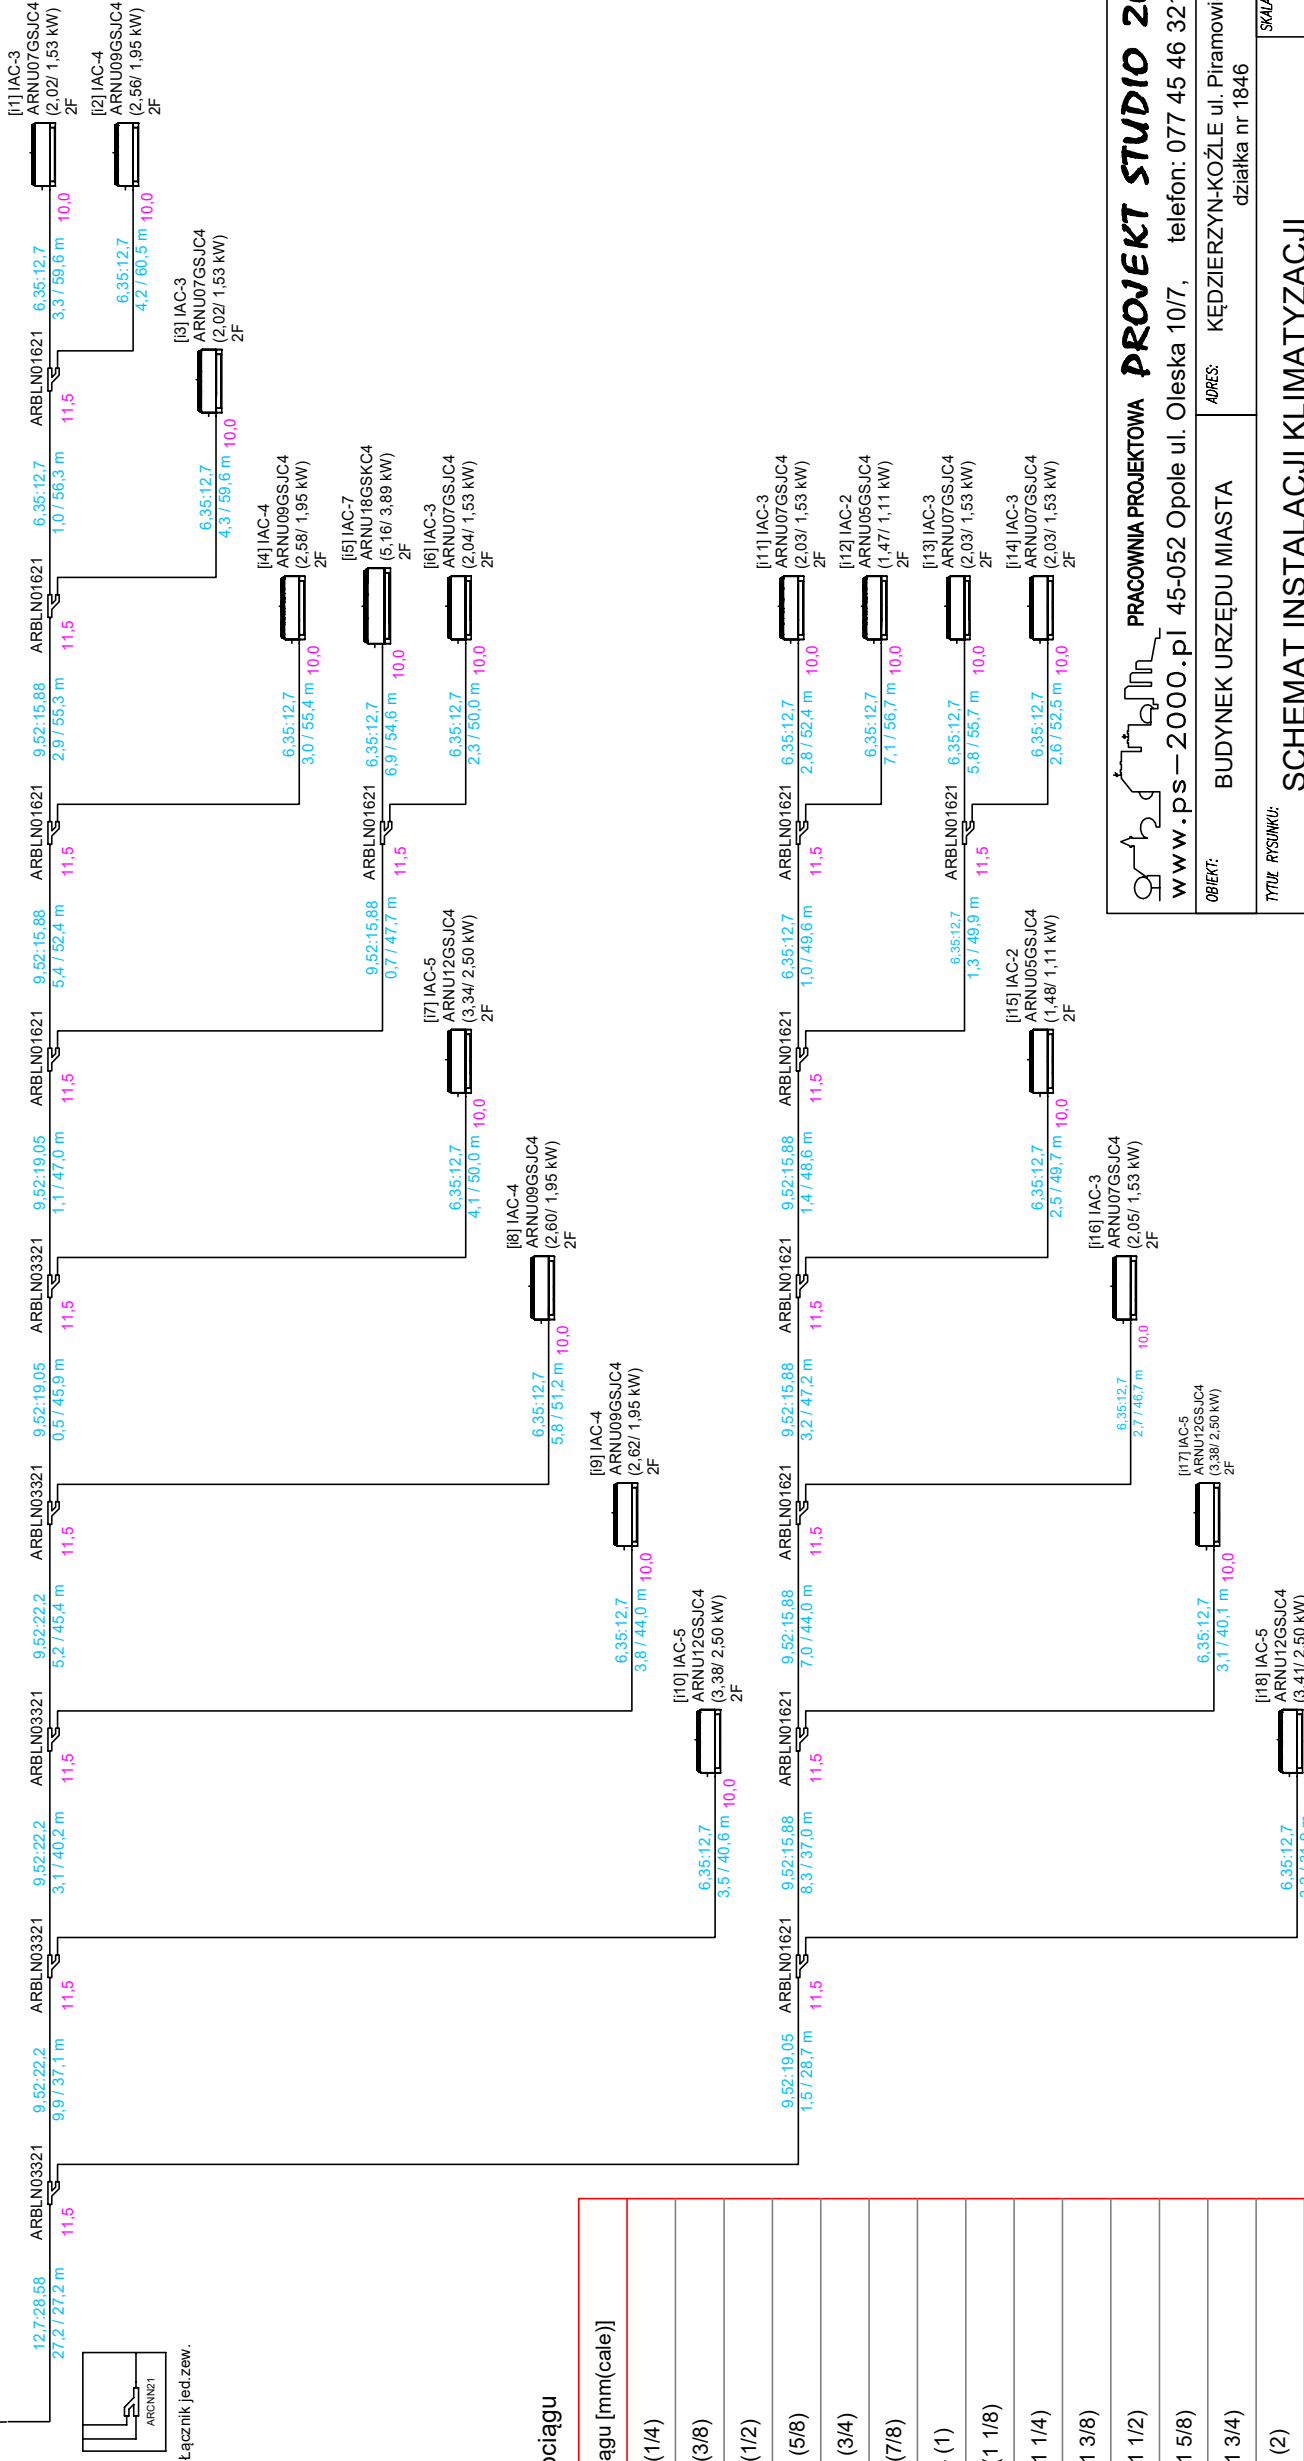 [i1] IAC-3
ARNU07GSJC4
(2,02/ 1,53 kW)
2F
10,0
6,35:12,7
3,3 / 59,6 m
[i2] IAC-4
ARNU09GSJC4
(2,56/ 1,95 kW)
2F
10,0
6,35:12,7
4,2 / 60,5 m
ARBLN01621
11,5
6,35:12,7
1,0 / 56,3 m
[i3] IAC-3
ARNU07GSJC4
(2,02/ 1,53 kW)
2F
10,0
6,35:12,7
4,3 / 59,6 m
ARBLN01621
11,5
9,52:15,88
2,9 / 55,3 m
[i4] IAC-4
ARNU09GSJC4
(2,58/ 1,95 kW)
2F
10,0
6,35:12,7
3,0 / 55,4 m
[i5] IAC-7
ARNU18GSKC4
(5,16/ 3,89 kW)
2F
10,0
6,35:12,7
6,9 / 54,6 m
[i6] IAC-3
ARNU07GSJC4
(2,04/ 1,53 kW)
2F
10,0
6,35:12,7
2,3 / 50,0 m
ARBLN01621
11,5
9,52:15,88
5,4 / 52,4 m
ARBLN01621
11,5
9,52:15,88
0,7 / 47,7 m
[i7] IAC-5
ARNU12GSJC4
(3,34/ 2,50 kW)
2F
10,0
6,35:12,7
4,1 / 50,0 m
ARBLN01621
11,5
9,52:19,05
1,1 / 47,0 m
[i8] IAC-4
ARNU09GSJC4
(2,60/ 1,95 kW)
2F
10,0
6,35:12,7
5,8 / 51,2 m
ARBLN03321
11,5
9,52:19,05
0,5 / 45,9 m
[i9] IAC-4
ARNU09GSJC4
(2,62/ 1,95 kW)
2F
10,0
6,35:12,7
3,8 / 44,0 m
ARBLN03321
11,5
9,52:22,2
5,2 / 45,4 m
[i10] IAC-5
ARNU12GSJC4
(3,38/ 2,50 kW)
2F
10,0
6,35:12,7
3,5 / 40,6 m
ARBLN03321
11,5
9,52:22,2
3,1 / 40,2 m
ARBLN03321
11,5
9,52:22,2
9,9 / 37,1 m
ARBLN03321
11,5
12,7:28,58
27,2 / 27,2 m
[i11] IAC-3
ARNU07GSJC4
(2,03/ 1,53 kW)
2F
10,0
6,35:12,7
2,8 / 52,4 m
[i12] IAC-2
ARNU05GSJC4
(1,47/ 1,11 kW)
2F
10,0
6,35:12,7
7,1 / 56,7 m
[i13] IAC-3
ARNU07GSJC4
(2,03/ 1,53 kW)
2F
10,0
6,35:12,7
5,8 / 55,7 m
[i14] IAC-3
ARNU07GSJC4
(2,03/ 1,53 kW)
2F
10,0
6,35:12,7
2,6 / 52,5 m
ARBLN01621
11,5
6,35:12,7
1,0 / 49,6 m
ARBLN01621
11,5
6,35:12,7
1,3 / 49,9 m
[i15] IAC-2
ARNU05GSJC4
(1,48/ 1,11 kW)
2F
10,0
6,35:12,7
2,5 / 49,7 m
ARBLN01621
11,5
9,52:15,88
1,4 / 48,6 m
[i16] IAC-3
ARNU07GSJC4
(2,05/ 1,53 kW)
2F
10,0
6,35:12,7
2,7 / 46,7 m
ARBLN01621
11,5
9,52:15,88
3,2 / 47,2 m
[i17] IAC-5
ARNU12GSJC4
(3,38/ 2,50 kW)
2F
10,0
6,35:12,7
3,1 / 40,1 m
ARBLN01621
11,5
9,52:15,88
7,0 / 44,0 m
[i18] IAC-5
ARNU12GSJC4
(3,41/ 2,50 kW)
6,35:12,7
ARBLN01621
11,5
9,52:15,88
8,3 / 37,0 m
ARBLN01621
11,5
9,52:19,05
1,5 / 28,7 m
ARCNN21
Łącznik jed.zew.
ociągu
ągu [mm(cale)]
(1/4)
(3/8)
(1/2)
(5/8)
(3/4)
(7/8)
(1)
(1 1/8)
1 1/4)
1 3/8)
1 1/2)
1 5/8)
1 3/4)
(2)
PRACOWNIA PROJEKTOWA PROJEKT STUDIO 20
www.ps-2000.pl 45-052 Opole ul. Oleska 10/7, telefon: 077 45 46 321
OBIEKT:
BUDYNEK URZĘDU MIASTA
ADRES:
KĘDZIERZYN-KOŹLE ul. Piramowi
działka nr 1846
TYTUŁ RYSUNKU:
SCHEMAT INSTALACJI KLIMATYZACJI
SKALA